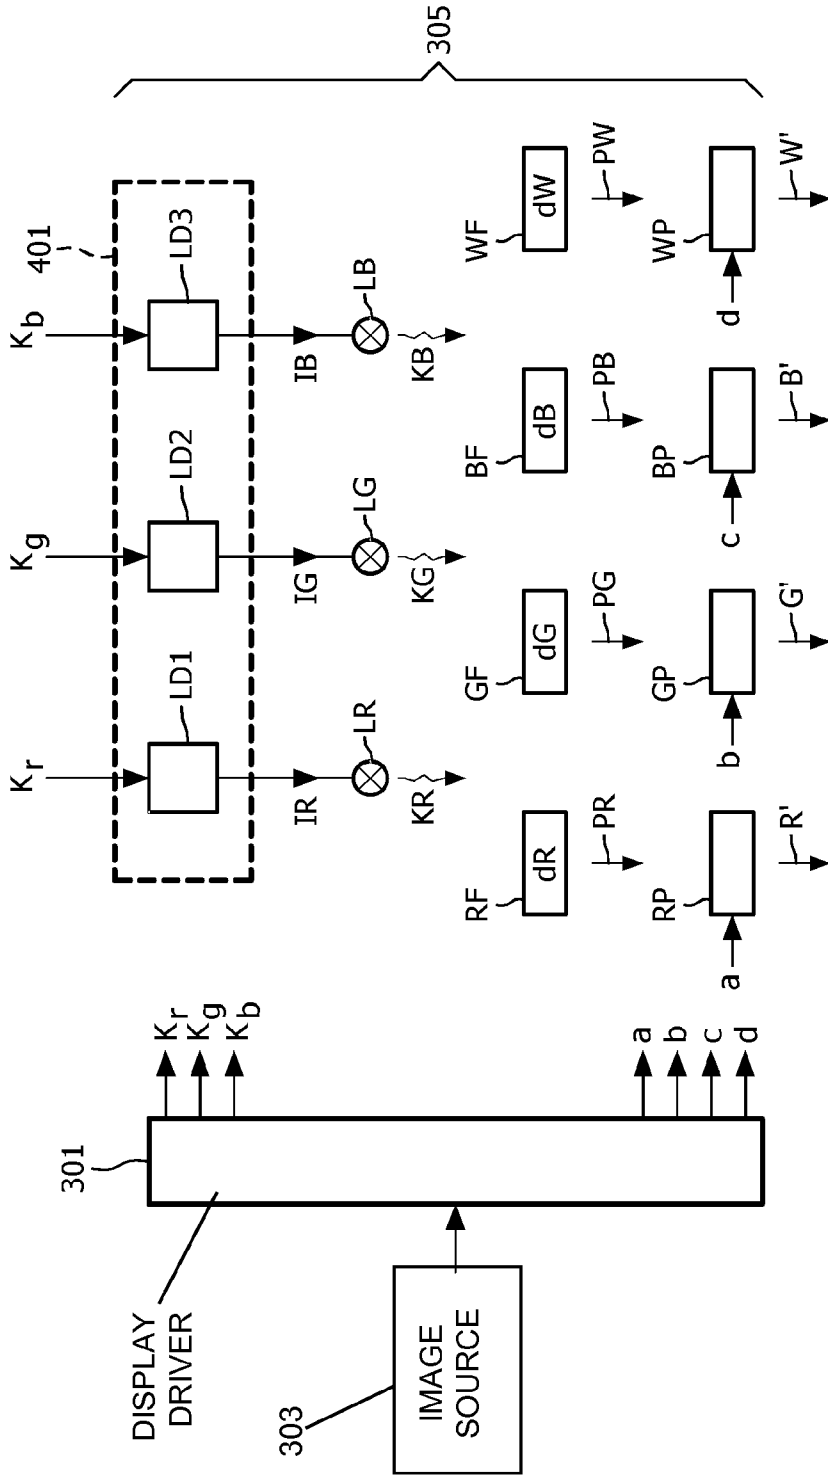 305
401
Kr
Kg
Kb
LD1
LD2
LD3
IR
IG
IB
LR
LG
LB
KR
KG
KB
RF
GF
BF
WF
dR
dG
dB
dW
PR
PG
PB
PW
RP
GP
BP
WP
a
b
c
d
R'
G'
B'
W'
301
Kr
Kg
Kb
a
b
c
d
DISPLAY
DRIVER
303
IMAGE
SOURCE